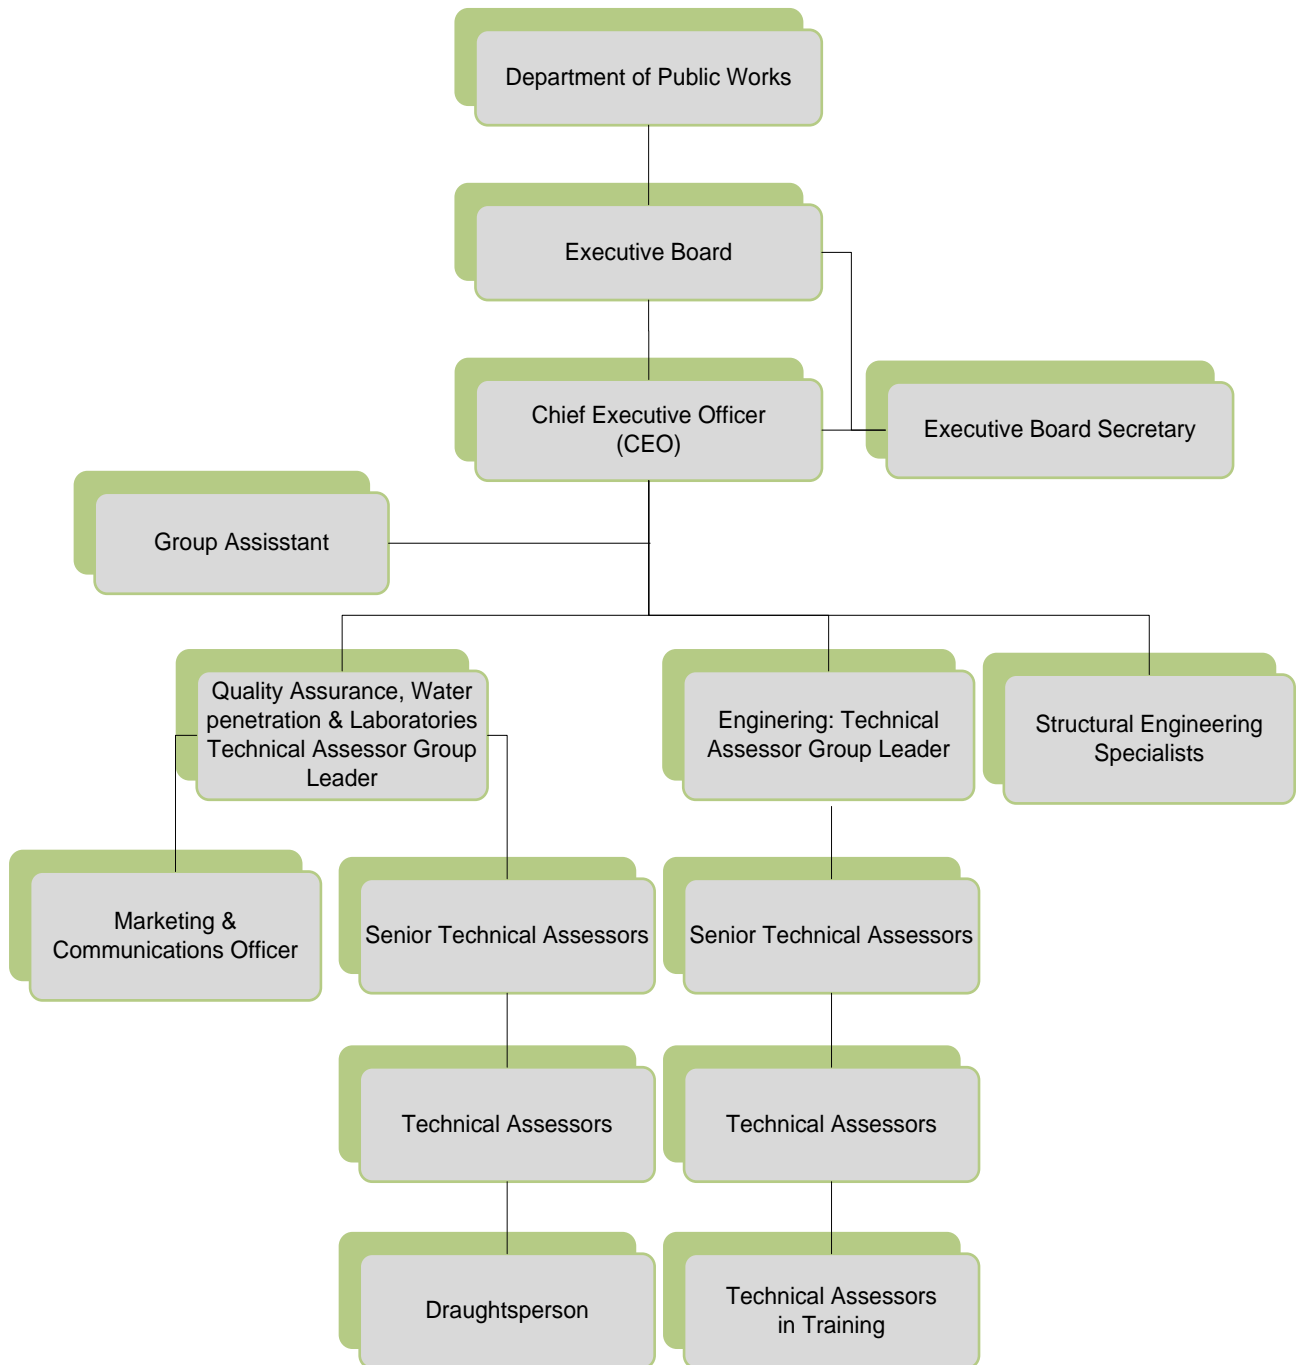 Department of Public Works
Executive Board
Chief Executive Officer
(CEO)
Executive Board Secretary
Group Assisstant
Quality Assurance, Water
penetration & Laboratories
Technical Assessor Group
Leader
Enginering: Technical
Assessor Group Leader
Structural Engineering
Specialists
Marketing &
Communications Officer
Senior Technical Assessors
Senior Technical Assessors
Technical Assessors
Technical Assessors
Draughtsperson
Technical Assessors
in Training